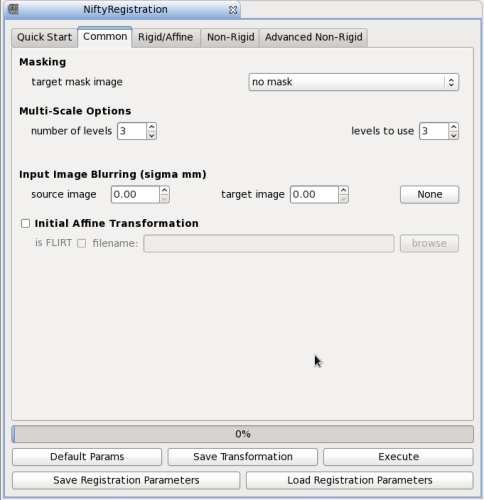 NiftyRegistration
Quick Start Common Rigid/Affine Non-Rigid Advanced Non-Rigid
Masking
target mask image no mask
Multi-Scale Options
number of levels 3 levels to use 3
Input Image Blurring (sigma mm)
source image 0.00 target image 0.00 None
Initial Affine Transformation
is FLIRT filename: browse
0%
Default Params Save Transformation Execute
Save Registration Parameters Load Registration Parameters